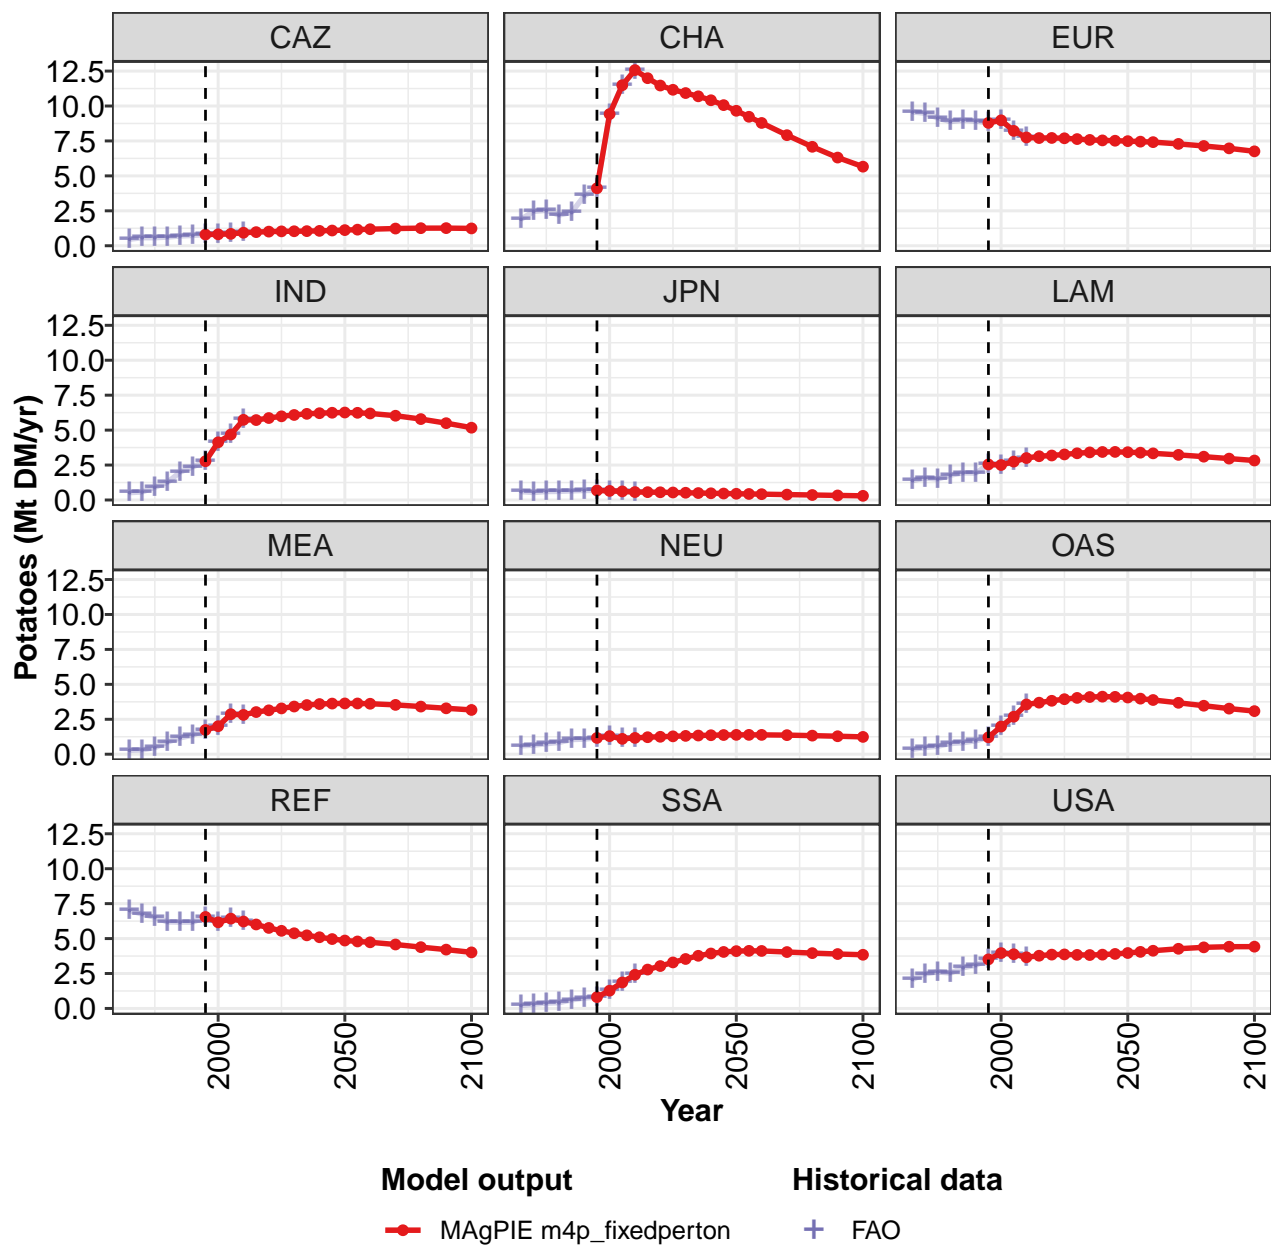 CAZ CHA EUR
12.5
10.0
7.5
5.0
2.5
0.0
IND JPN LAM
12.5
10.0
7.5
5.0
2.5
0.0
MEA NEU OAS
12.5
10.0
7.5
5.0
2.5
0.0
REF SSA USA
12.5
10.0
7.5
5.0
2.5
0.0
Potatoes (Mt DM/yr)
2000 2050 2100 2000 2050 2100 2000 2050 2100
Year
Model output Historical data
MAgPIE m4p_fixedperton FAO